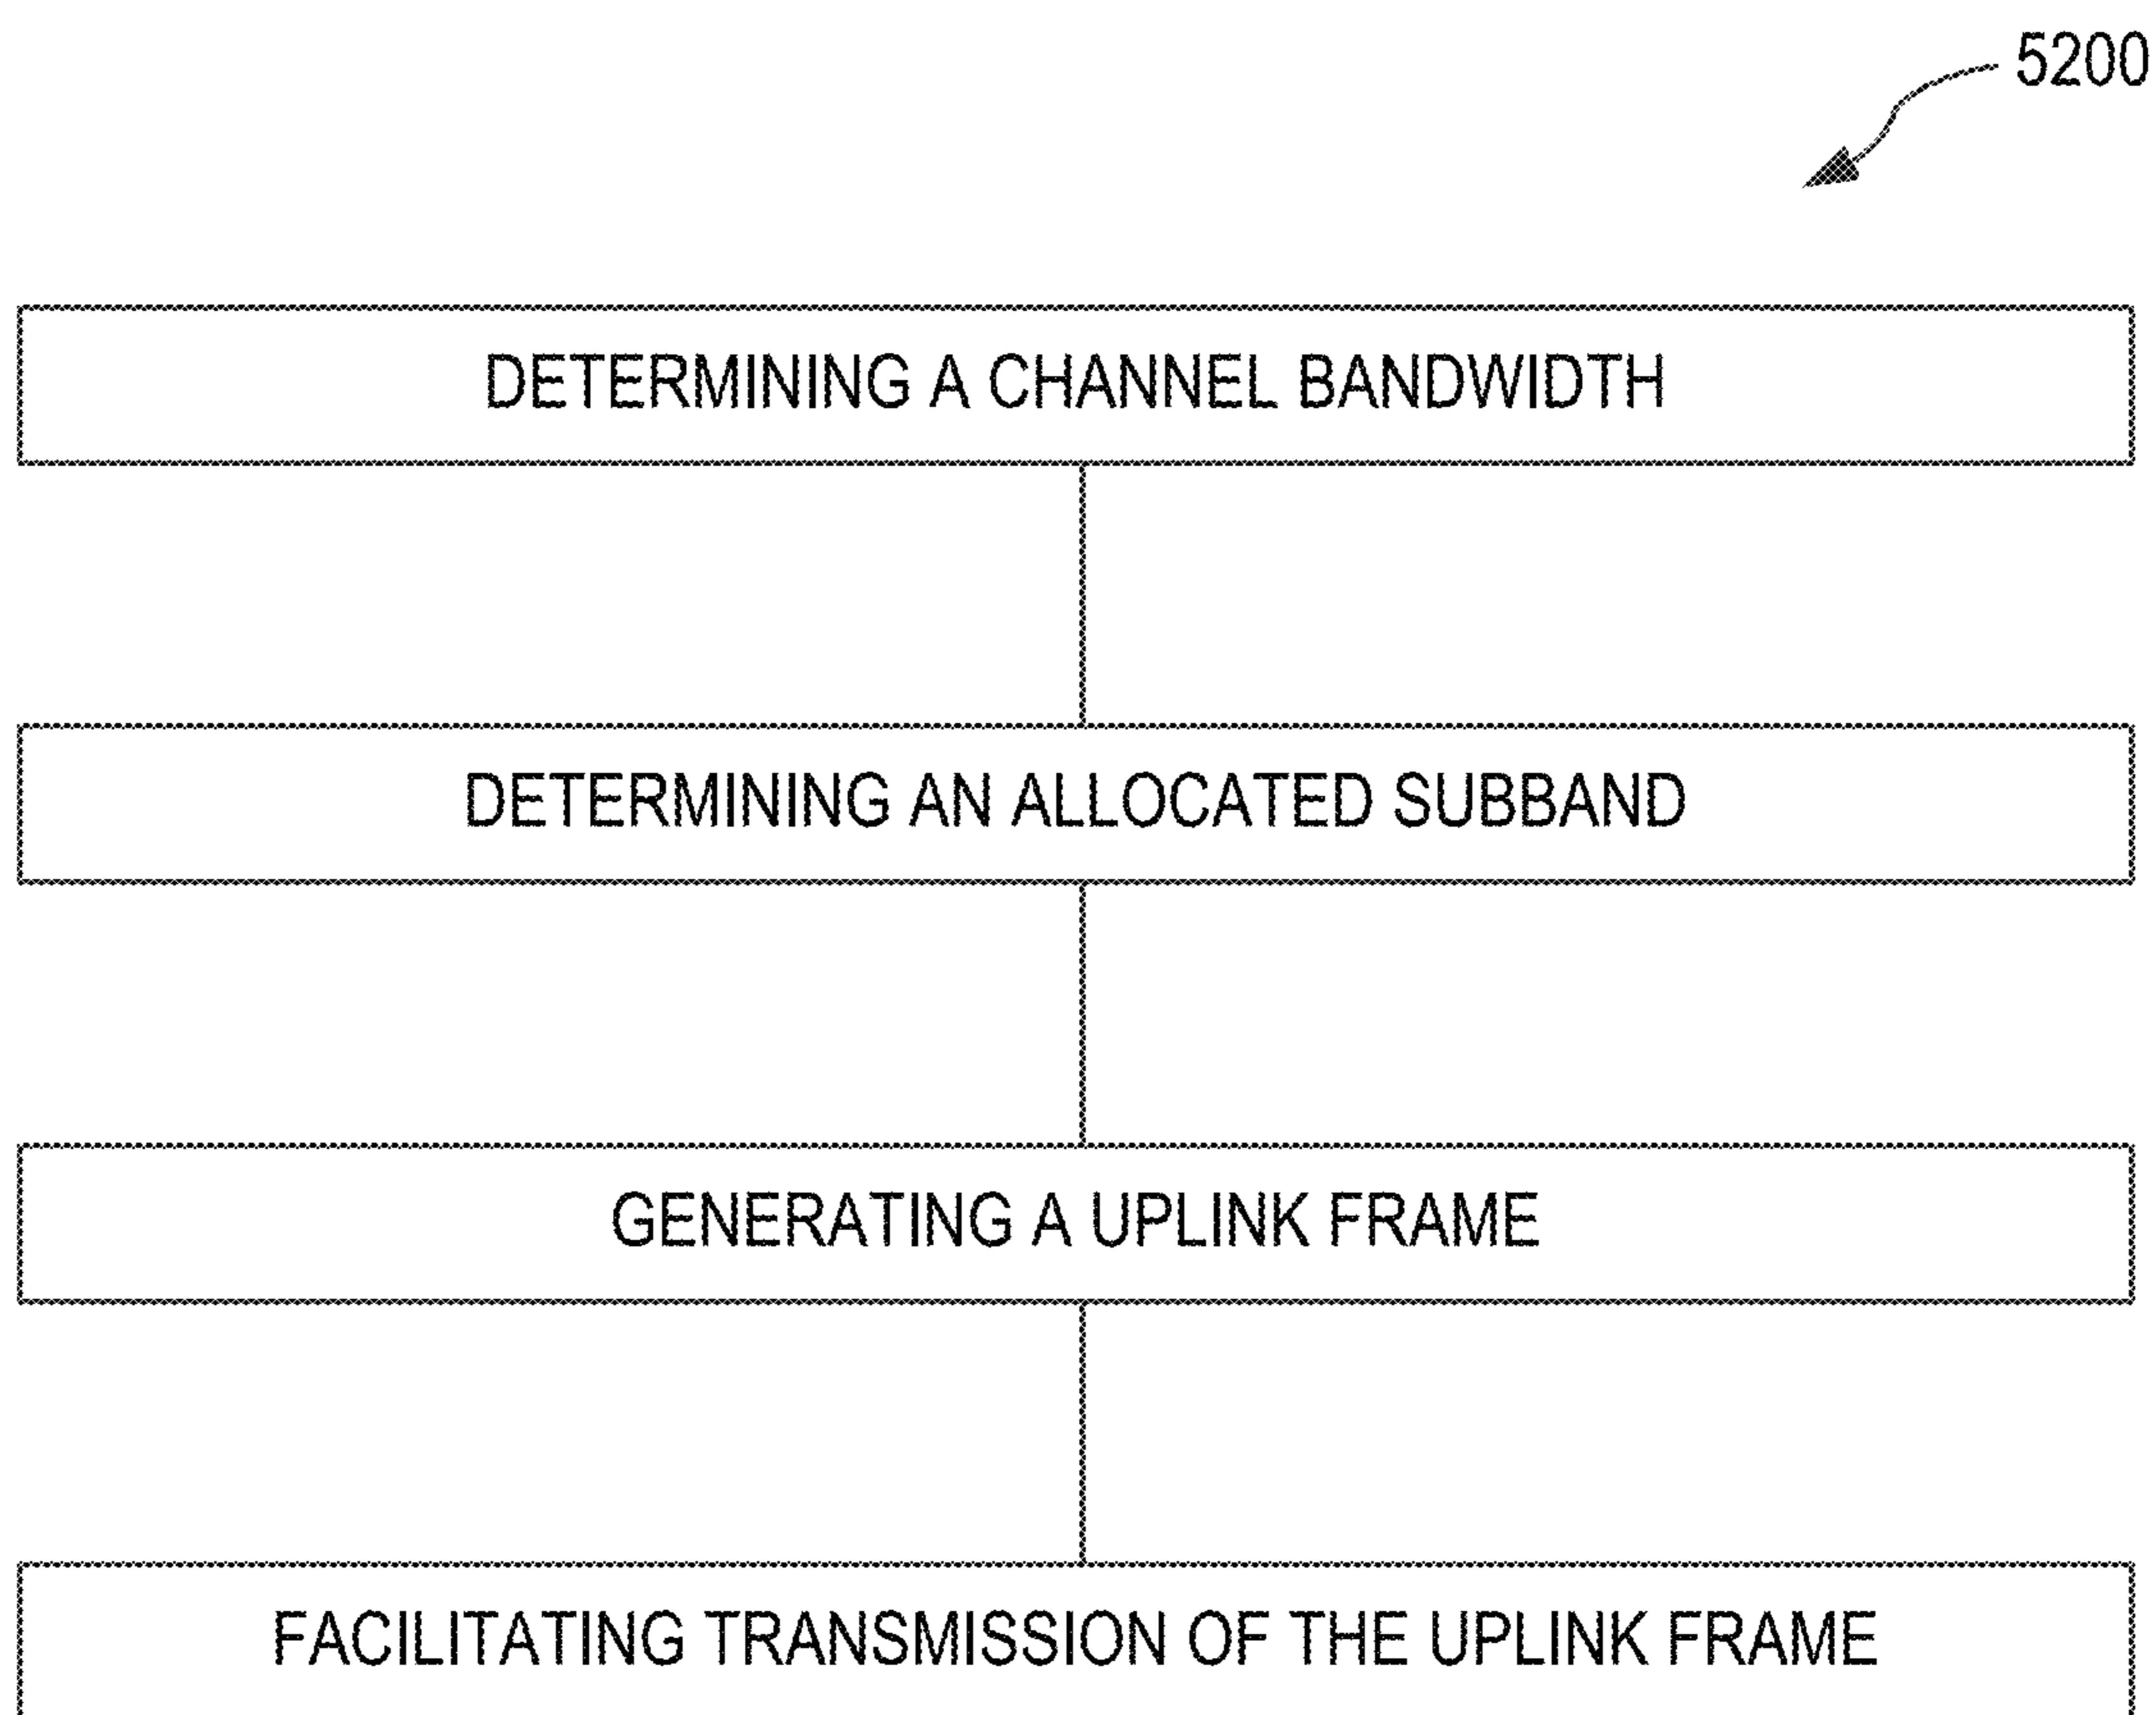 5200
DETERMINING A CHANNEL BANDWIDTH
DETERMINING AN ALLOCATED SUBBAND
GENERATING A UPLINK FRAME
FACILITATING TRANSMISSION OF THE UPLINK FRAME